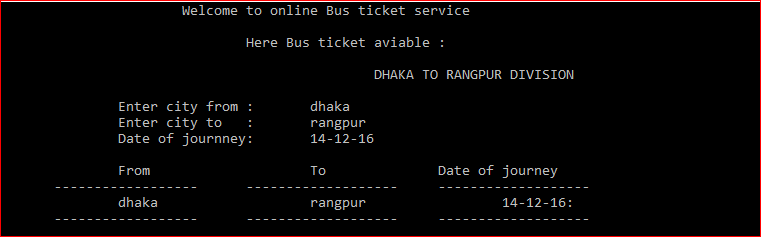 Welcome to online Bus ticket service
Here Bus ticket aviable :
DHAKA TO RANGPUR DIVISION
Enter city from : dhaka
Enter city to : rangpur
Date of journney: 14-12-16
From To Date of journey
------------------ ------------------- -------------------
dhaka rangpur 14-12-16:
------------------ ------------------- -------------------